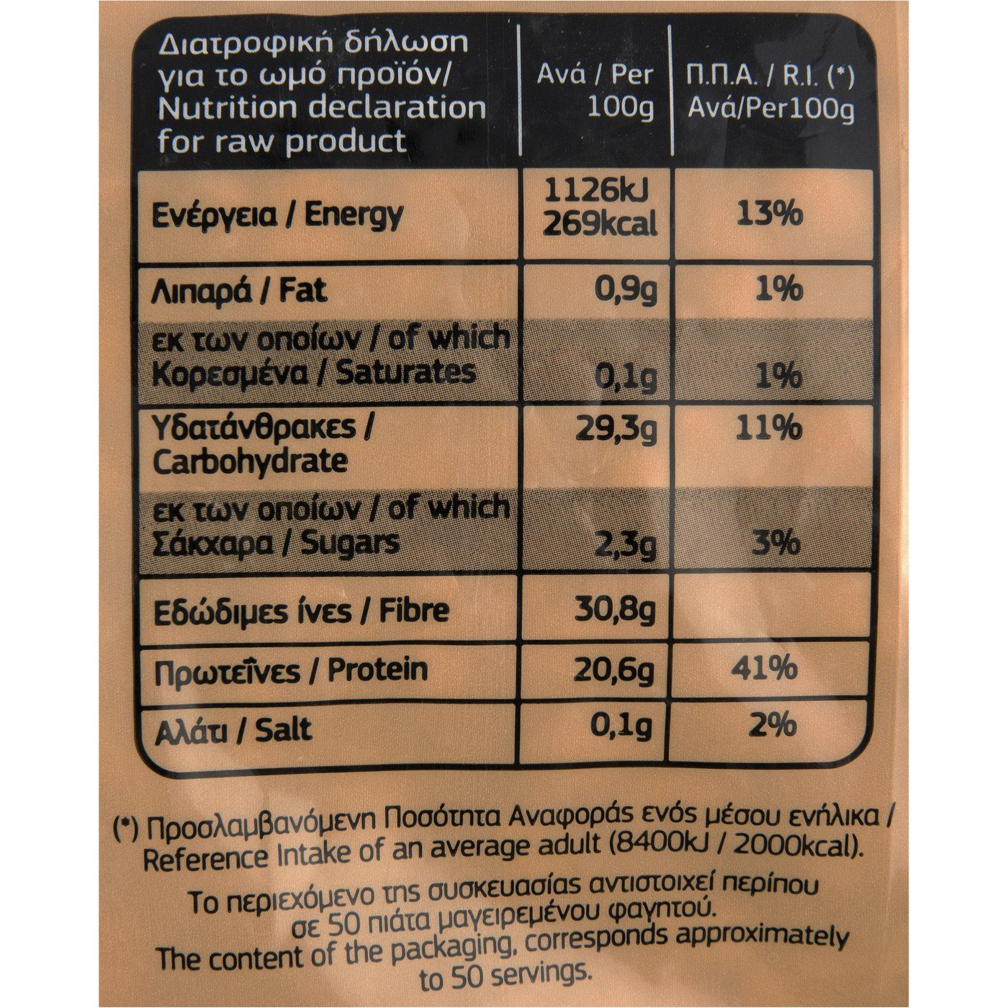 Διατροφική δήλωση
για το ωμό προϊόν/
Nutrition declaration
for raw product
Ανά / Per
100g
Π.Π.Α. / R.I. (*)
Ανά/Per100g
Ενέργεια / Energy
1126kJ
269kcal
13%
Λιπαρά / Fat
0,9g
1%
εκ των οποίων / of which
Κορεσμένα / Saturates
0,1g
1%
Υδατάνθρακες /
Carbohydrate
29,3g
11%
εκ των οποίων / of which
Σάκχαρα / Sugars
2,3g
3%
Εδώδιμες ίνες / Fibre
30,8g
Πρωτεΐνες / Protein
20,6g
41%
Αλάτι / Salt
0,1g
2%
(*) Προσλαμβανόμενη Ποσότητα Αναφοράς ενός μέσου ενήλικα /
Reference Intake of an average adult (8400kJ / 2000kcal).
Το περιεχόμενο της συσκευασίας αντιστοιχεί περίπου
σε 50 πιάτα μαγειρεμένου φαγητού.
The content of the packaging, corresponds approximately
to 50 servings.